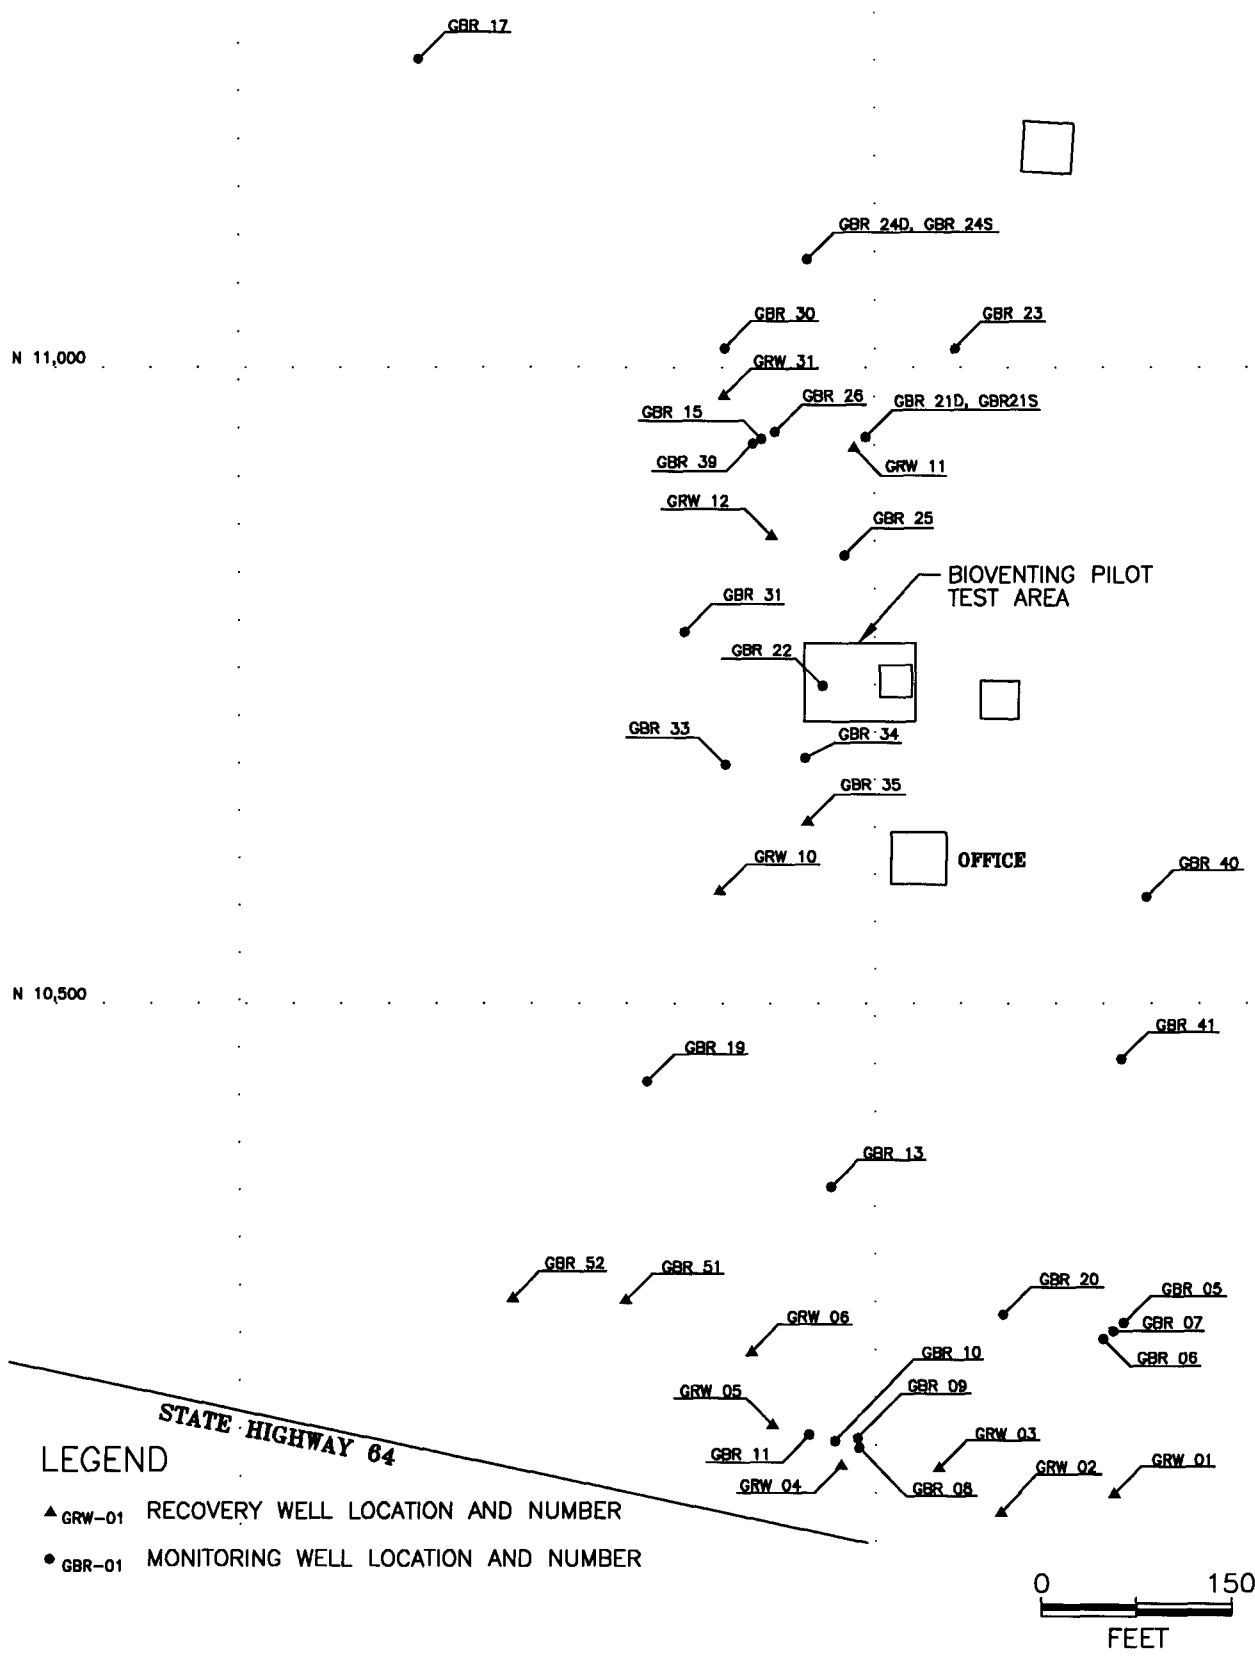 GBR 17
GBR 24D, GBR 24S
GBR 30
GBR 23
N 11,000
GRW 31
GBR 26
GBR 21D, GBR21S
GBR 15
GBR 39
GRW 11
GRW 12
GBR 25
BIOVENTING PILOT
TEST AREA
GBR 31
GBR 22
GBR 33
GBR 34
GBR 35
GRW 10
OFFICE
GBR 40
N 10,500
GBR 41
GBR 19
GBR 13
GBR 52
GBR 51
GBR 20
GBR 05
GRW 06
GBR 07
GBR 10
GBR 06
GRW 05
GBR 09
STATE HIGHWAY 64
GRW 03
GBR 11
GRW 02
GRW 01
GRW 04
GBR 08
LEGEND
GRW-01 RECOVERY WELL LOCATION AND NUMBER
GBR-01 MONITORING WELL LOCATION AND NUMBER
0 150
FEET